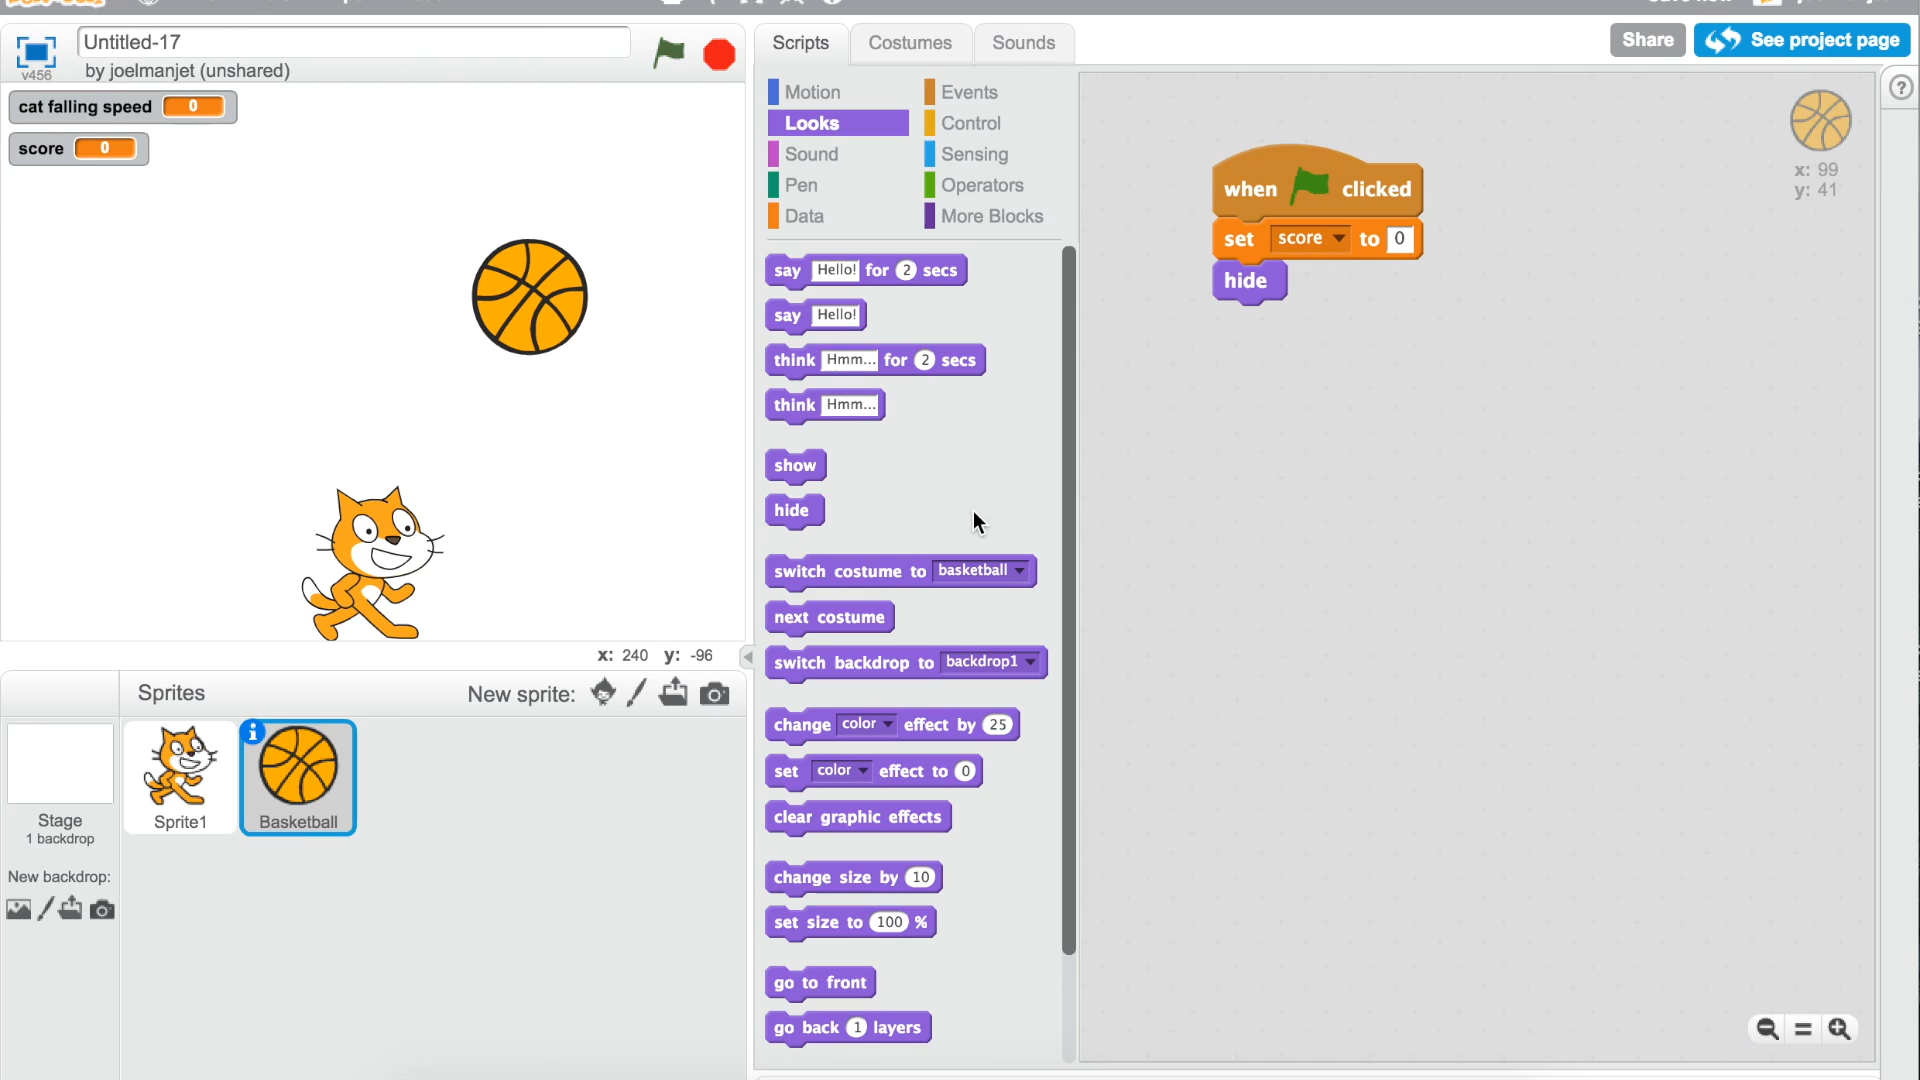 Untitled-17
v456
by joelmanjet (unshared)
cat falling speed 0
score 0
x: 240 y: -96
Sprites
New sprite:
Stage
1 backdrop
New backdrop:
Sprite1
Basketball
Scripts
Costumes
Sounds
Share
See project page
Motion
Events
Looks
Control
Sound
Sensing
Pen
Operators
Data
More Blocks
say Hello! for 2 secs
say Hello!
think Hmm... for 2 secs
think Hmm...
show
hide
switch costume to basketball
next costume
switch backdrop to backdrop1
change color effect by 25
set color effect to 0
clear graphic effects
change size by 10
set size to 100 %
go to front
go back 1 layers
when clicked
set score to 0
hide
x: 99
y: 41
?